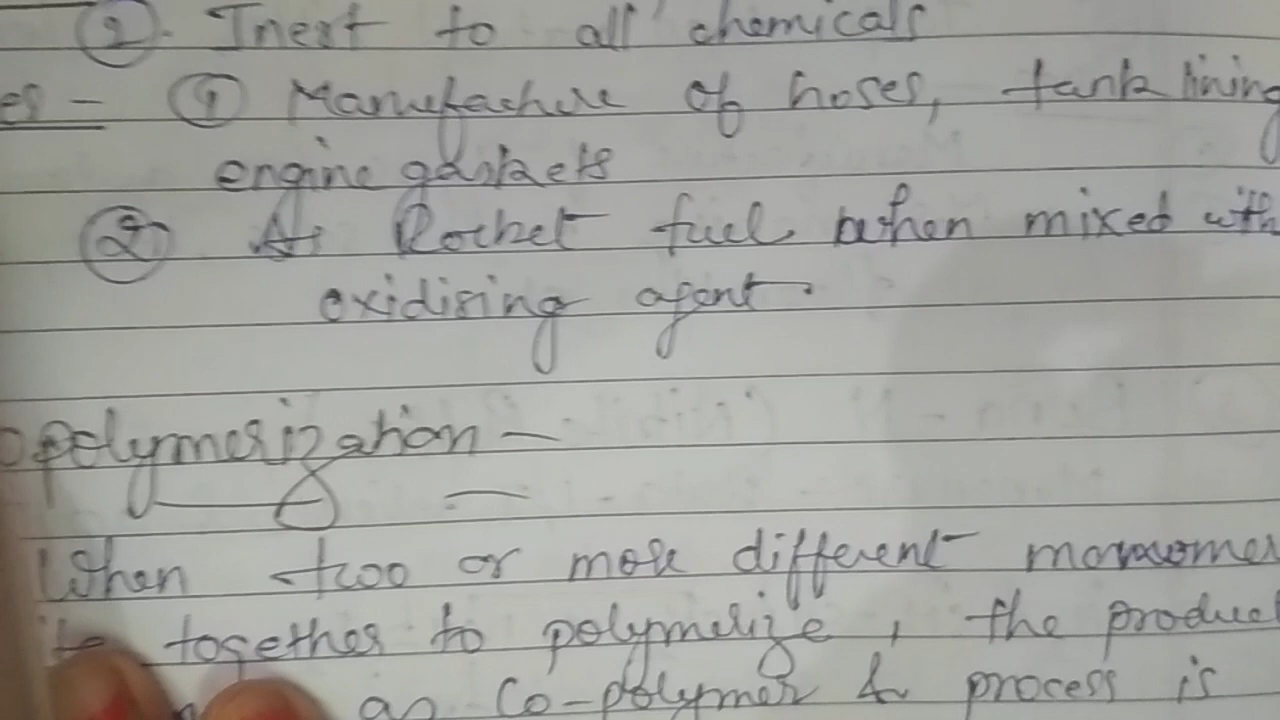 ②. Inert to all chemicals
es - ① Manufacture of hoses, tank lining
engine gaskets
② As Rocket fuel when mixed with
oxidising agent.
opolymerization -
When two or more different monomer
together to polymerize, the product
as Co-polymer & process is